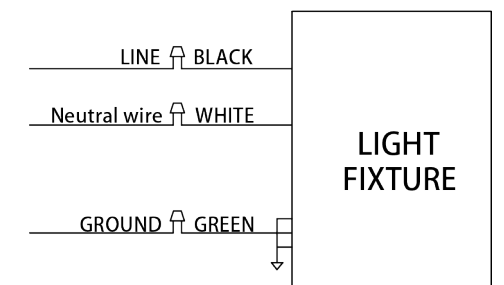 LINE BLACK
Neutral wire WHITE
LIGHT
FIXTURE
GROUND GREEN